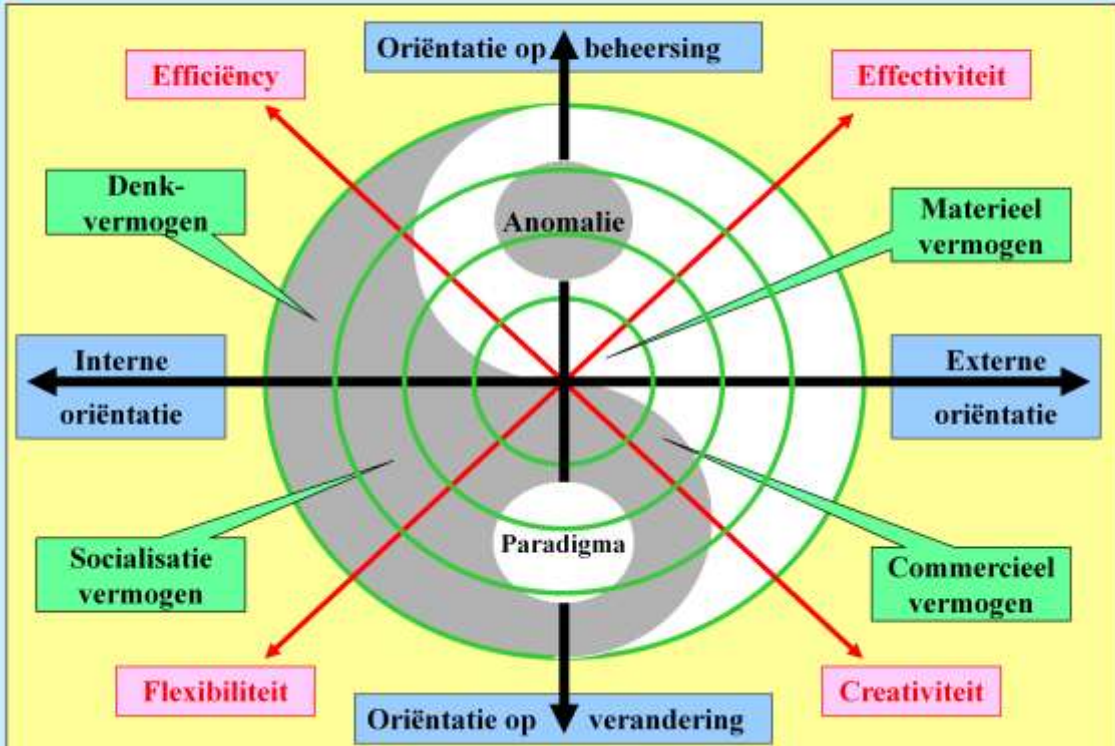 Oriëntatie op beheersing
Efficiëncy
Effectiviteit
Denk-
vermogen
Materieel
vermogen
Anomalie
Interne
oriëntatie
Externe
oriëntatie
Socialisatie
vermogen
Paradigma
Commercieel
vermogen
Flexibiliteit
Creativiteit
Oriëntatie op verandering